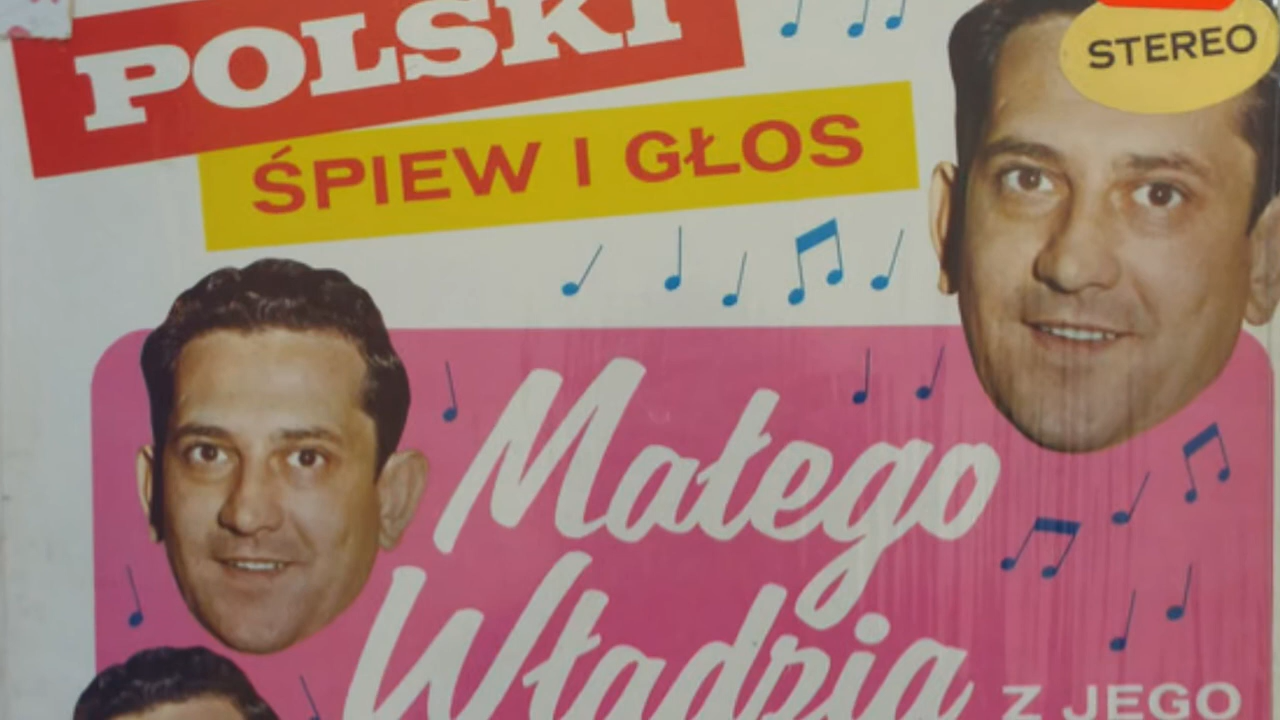 POLSKI
STEREO
ŚPIEW I GŁOS
Małego
Władzia
Z JEGO